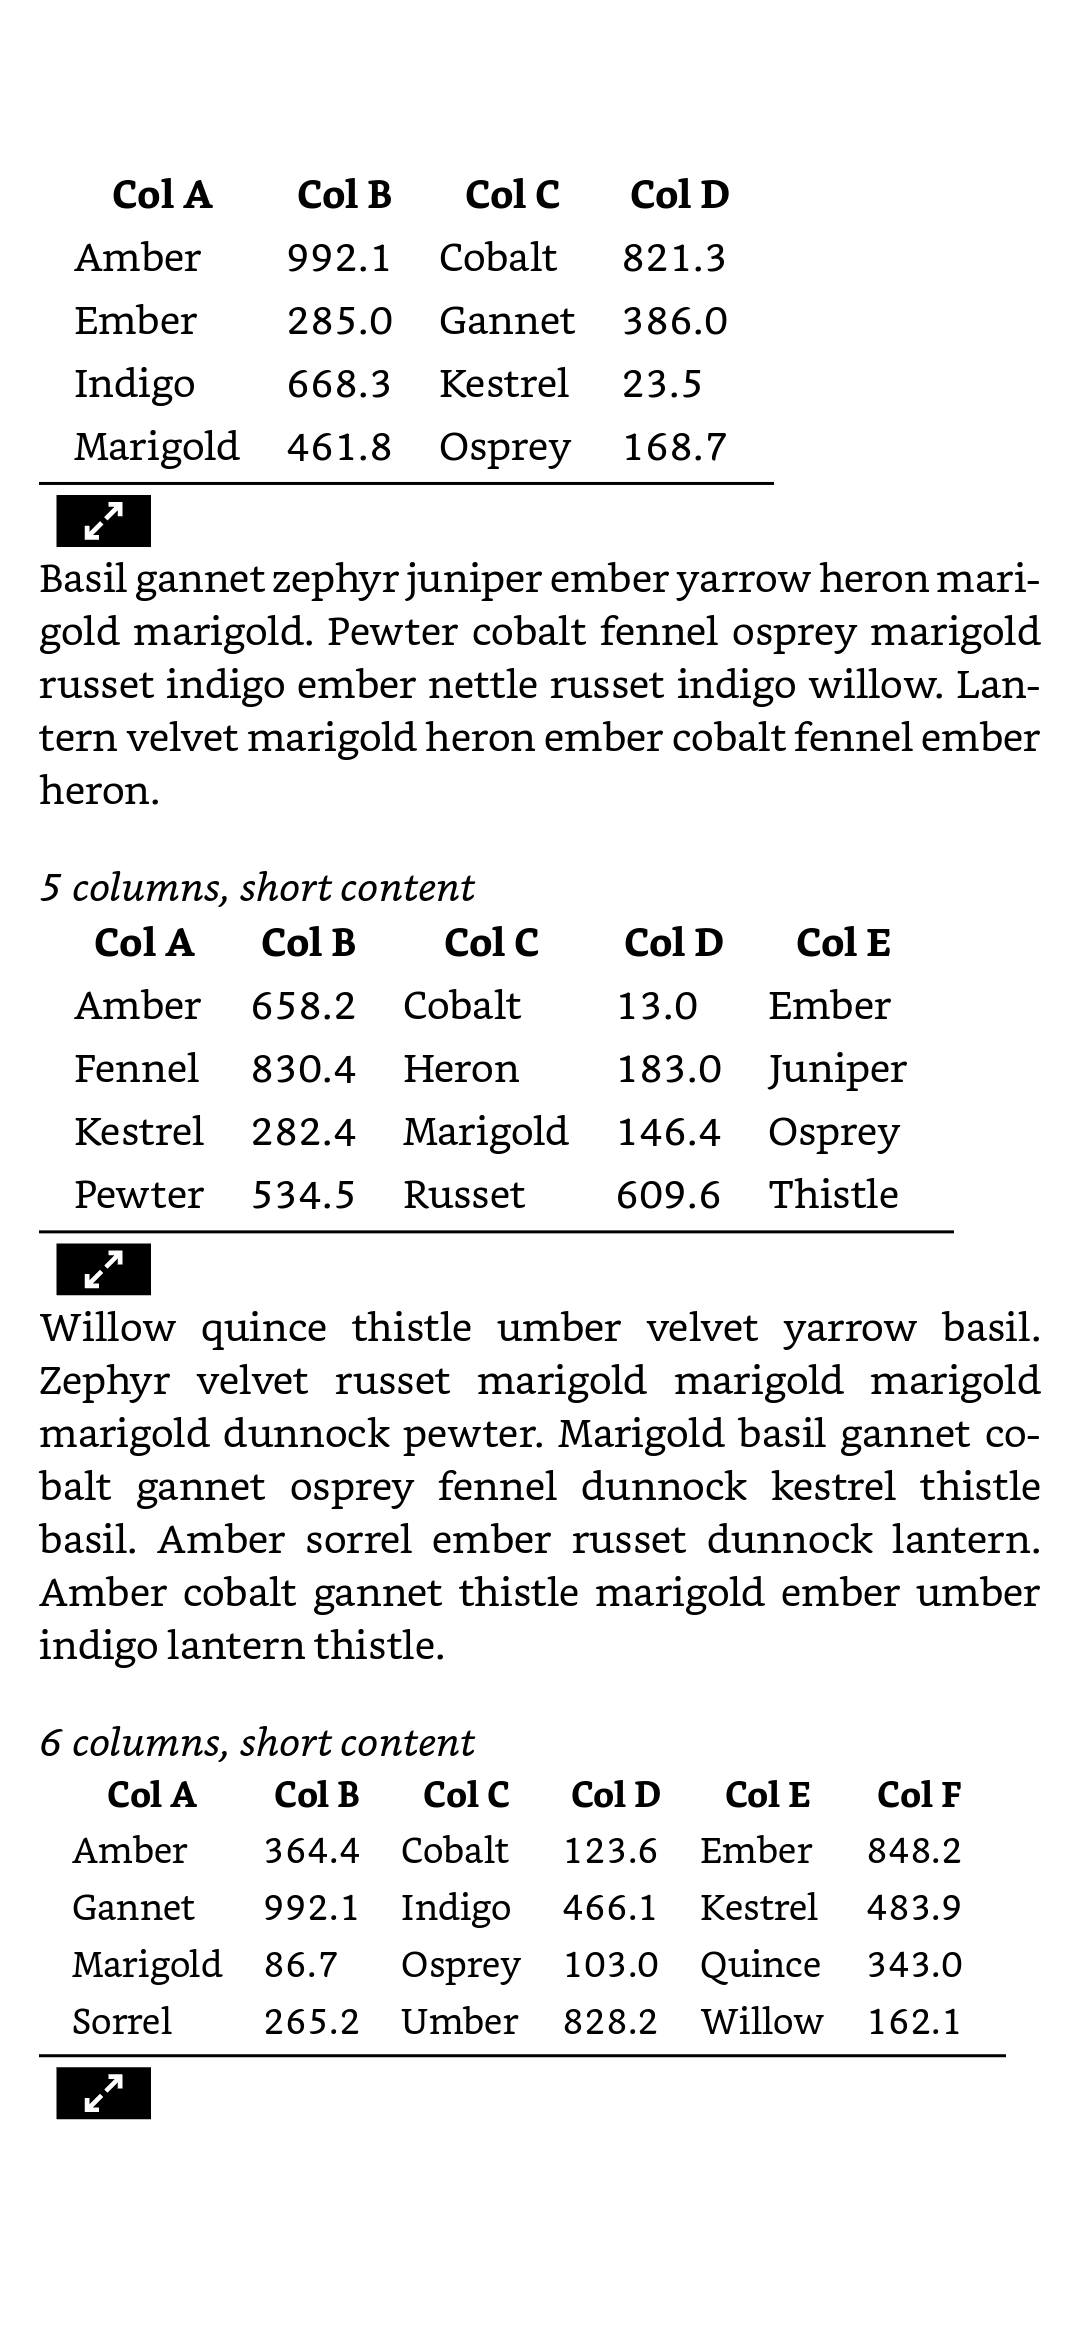 Col A Col B Col C Col D
Amber 992.1 Cobalt 821.3
Ember 285.0 Gannet 386.0
Indigo 668.3 Kestrel 23.5
Marigold 461.8 Osprey 168.7
Basil gannet zephyr juniper ember yarrow heron mari-
gold marigold. Pewter cobalt fennel osprey marigold
russet indigo ember nettle russet indigo willow. Lan-
tern velvet marigold heron ember cobalt fennel ember
heron.
5 columns, short content
Col A Col B Col C Col D Col E
Amber 658.2 Cobalt 13.0 Ember
Fennel 830.4 Heron 183.0 Juniper
Kestrel 282.4 Marigold 146.4 Osprey
Pewter 534.5 Russet 609.6 Thistle
Willow quince thistle umber velvet yarrow basil.
Zephyr velvet russet marigold marigold marigold
marigold dunnock pewter. Marigold basil gannet co-
balt gannet osprey fennel dunnock kestrel thistle
basil. Amber sorrel ember russet dunnock lantern.
Amber cobalt gannet thistle marigold ember umber
indigo lantern thistle.
6 columns, short content
Col A Col B Col C Col D Col E Col F
Amber 364.4 Cobalt 123.6 Ember 848.2
Gannet 992.1 Indigo 466.1 Kestrel 483.9
Marigold 86.7 Osprey 103.0 Quince 343.0
Sorrel 265.2 Umber 828.2 Willow 162.1